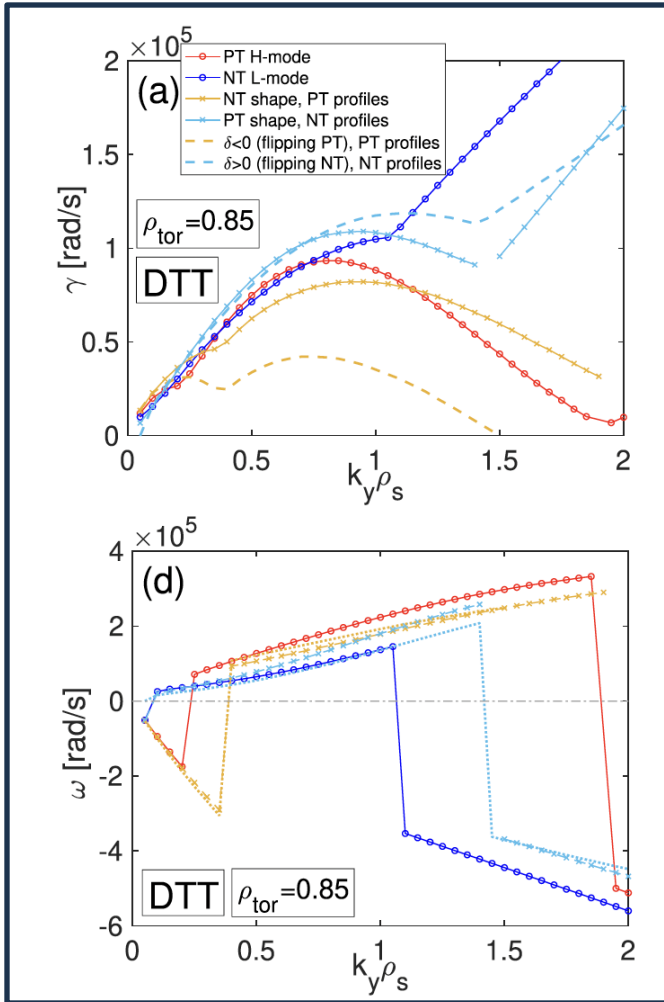 ×10⁵
2
(a)
PT H-mode
NT L-mode
NT shape, PT profiles
PT shape, NT profiles
δ<0 (flipping PT), PT profiles
δ>0 (flipping NT), NT profiles
1.5
ρtor=0.85
γ [rad/s]
1
DTT
0.5
0
0 0.5 1 1.5 2
kyρs
×10⁵
4
(d)
2
0
ω [rad/s]
-2
-4
DTT ρtor=0.85
-6
0 0.5 1 1.5 2
kyρs